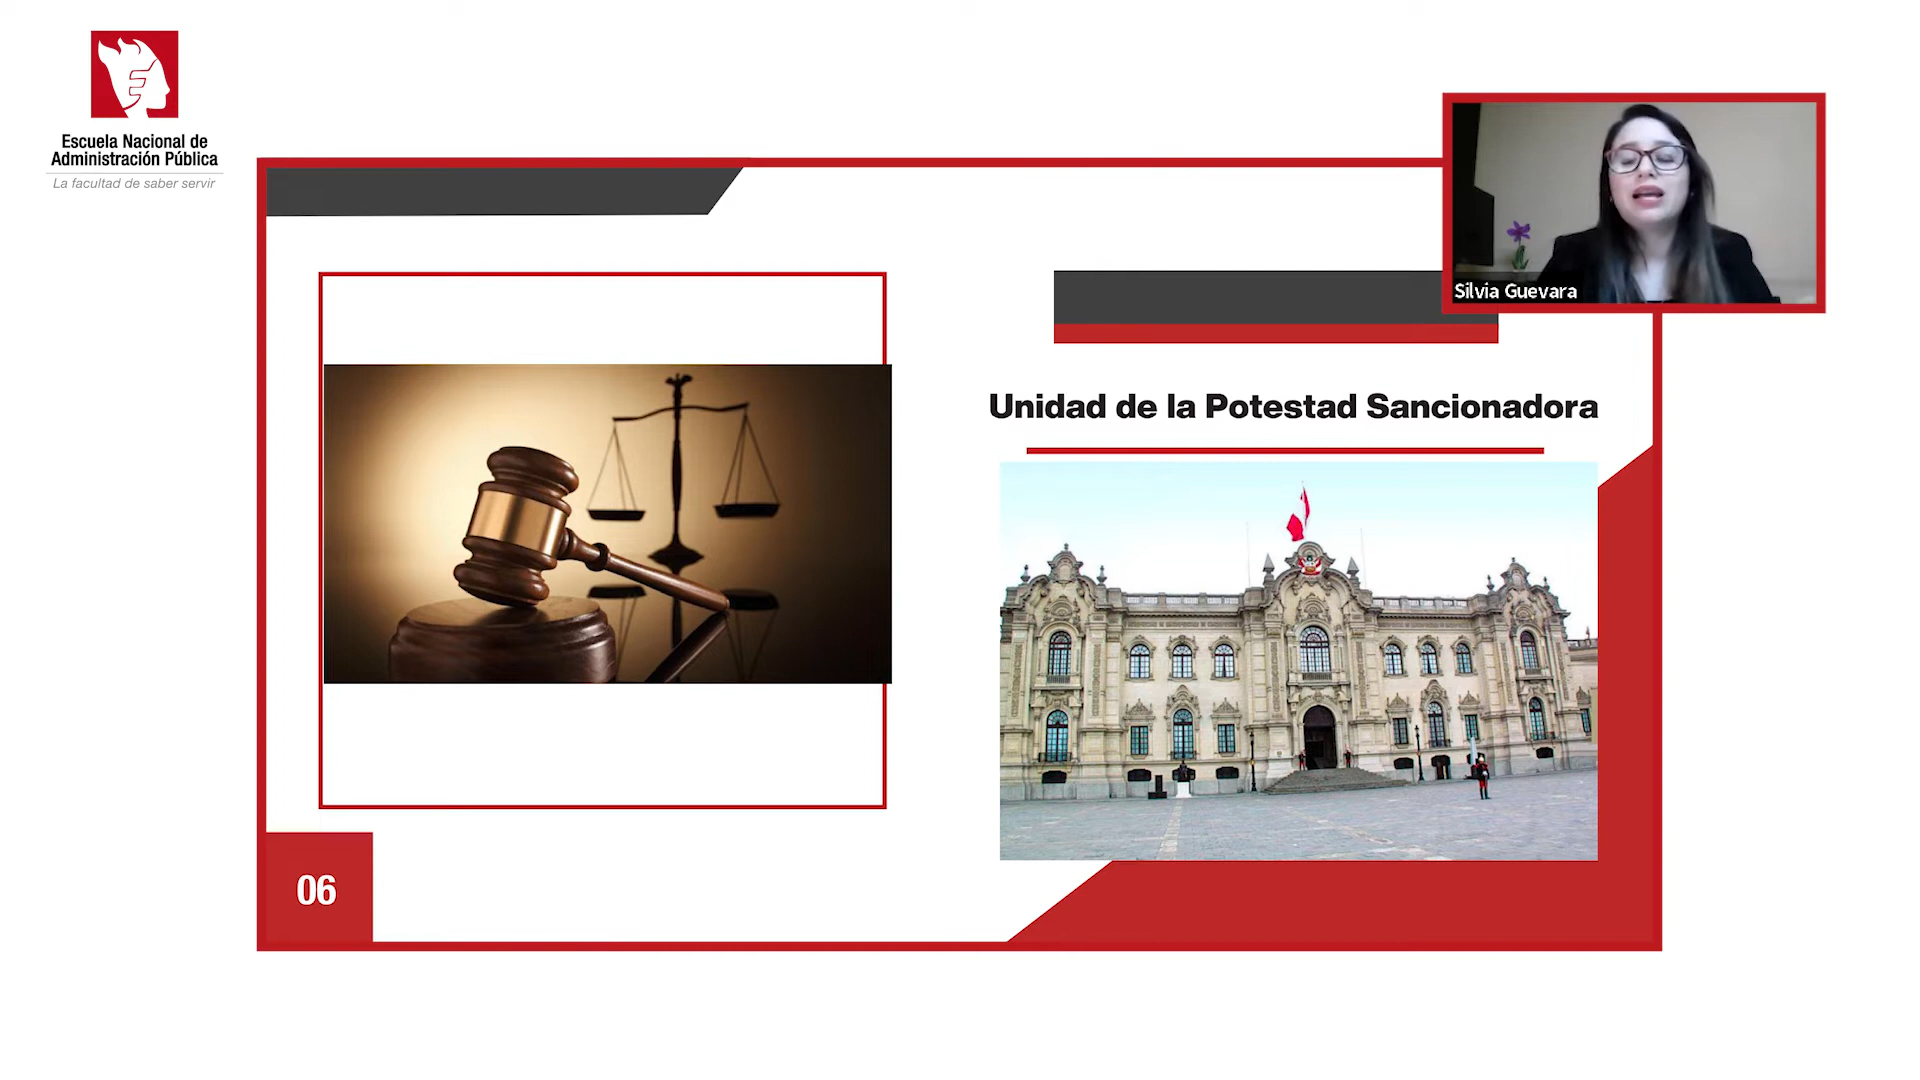 Escuela Nacional de
Administración Pública
La facultad de saber servir
Silvia Guevara
Unidad de la Potestad Sancionadora
06